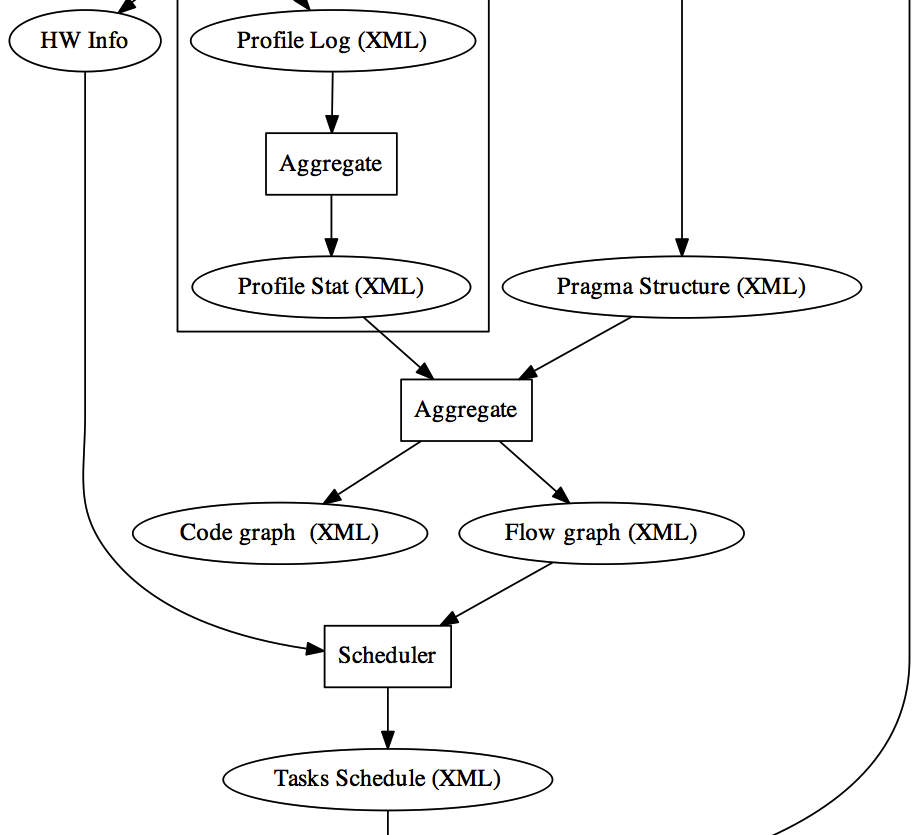 HW Info
Profile Log (XML)
Aggregate
Profile Stat (XML)
Pragma Structure (XML)
Aggregate
Code graph  (XML)
Flow graph (XML)
Scheduler
Tasks Schedule (XML)